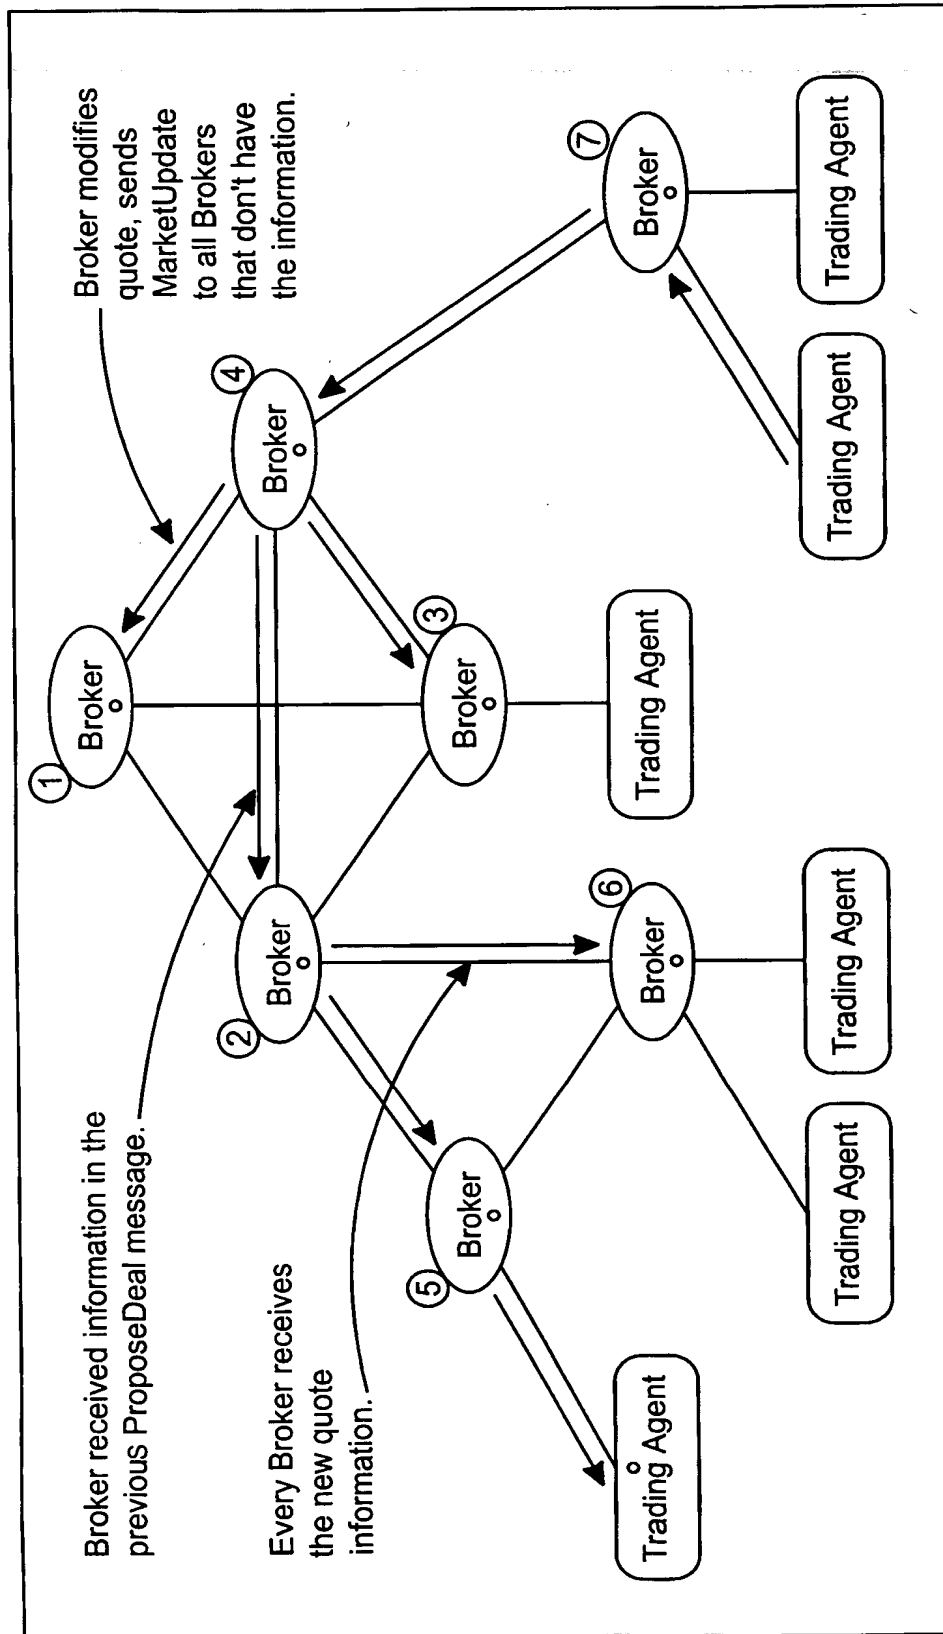 Broker received information in the
previous ProposeDeal message.
Every Broker receives
the new quote
information.
Broker modifies
quote, sends
MarketUpdate
to all Brokers
that don't have
the information.
1
Broker
2
Broker
3
Broker
4
Broker
5
Broker
6
Broker
7
Broker
Trading Agent
Trading Agent
Trading Agent
Trading Agent
Trading Agent
Trading Agent